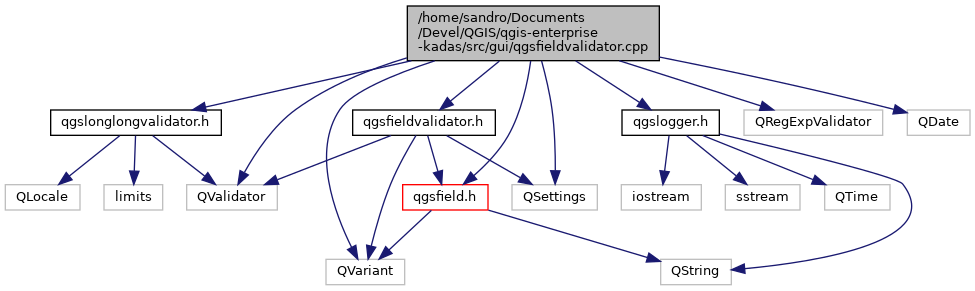 /home/sandro/Documents
/Devel/QGIS/qgis-enterprise
-kadas/src/gui/qgsfieldvalidator.cpp
qgslonglongvalidator.h
qgsfieldvalidator.h
qgslogger.h
QRegExpValidator
QDate
QLocale
limits
QValidator
qgsfield.h
QSettings
iostream
sstream
QTime
QVariant
QString